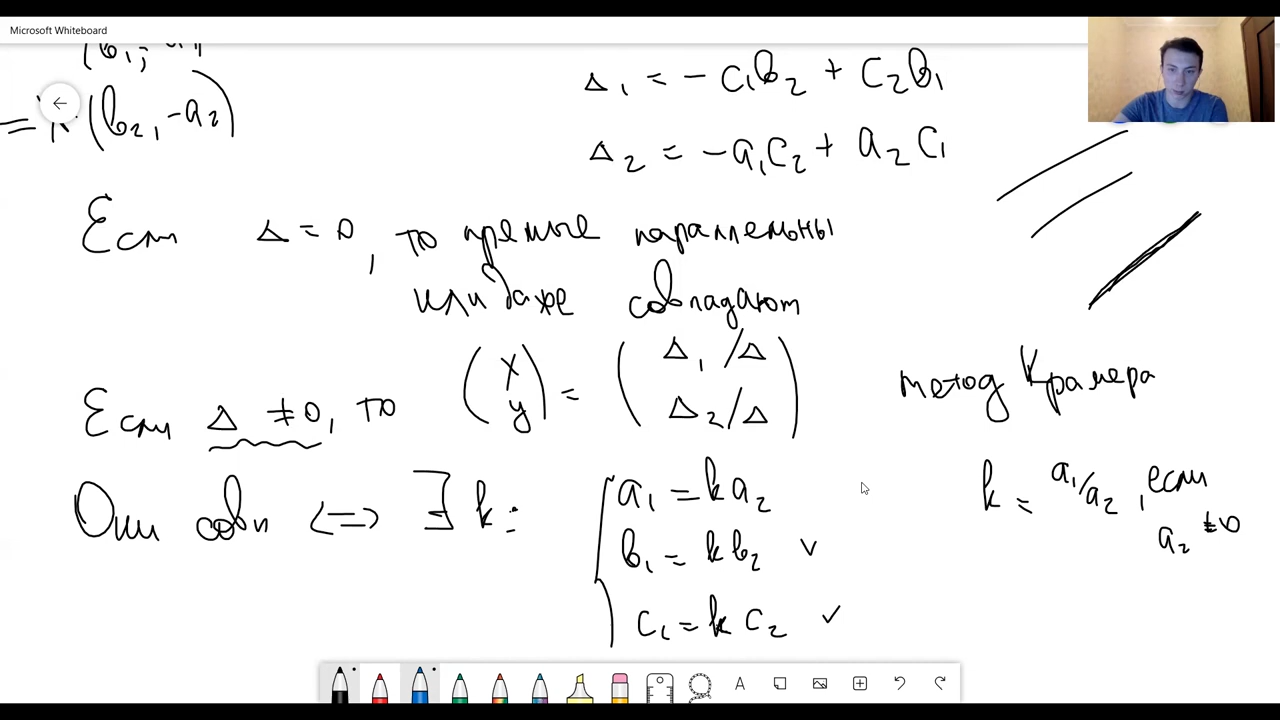 Microsoft Whiteboard
= k (b₂, -a₂)
Δ₁ = - c₁b₂ + c₂b₁
Δ₂ = -a₁c₂ + a₂c₁
Если Δ = 0, то прямые параллельны
или даже совпадают
Если Δ ≠ 0, то (x y) = (Δ₁/Δ Δ₂/Δ)
метод Крамера
Они совп <=> ∃ k:
a₁ = ka₂
b₁ = kb₂ ✓
c₁ = k c₂ ✓
k = a₁/a₂, если
a₂ ≠ 0
A